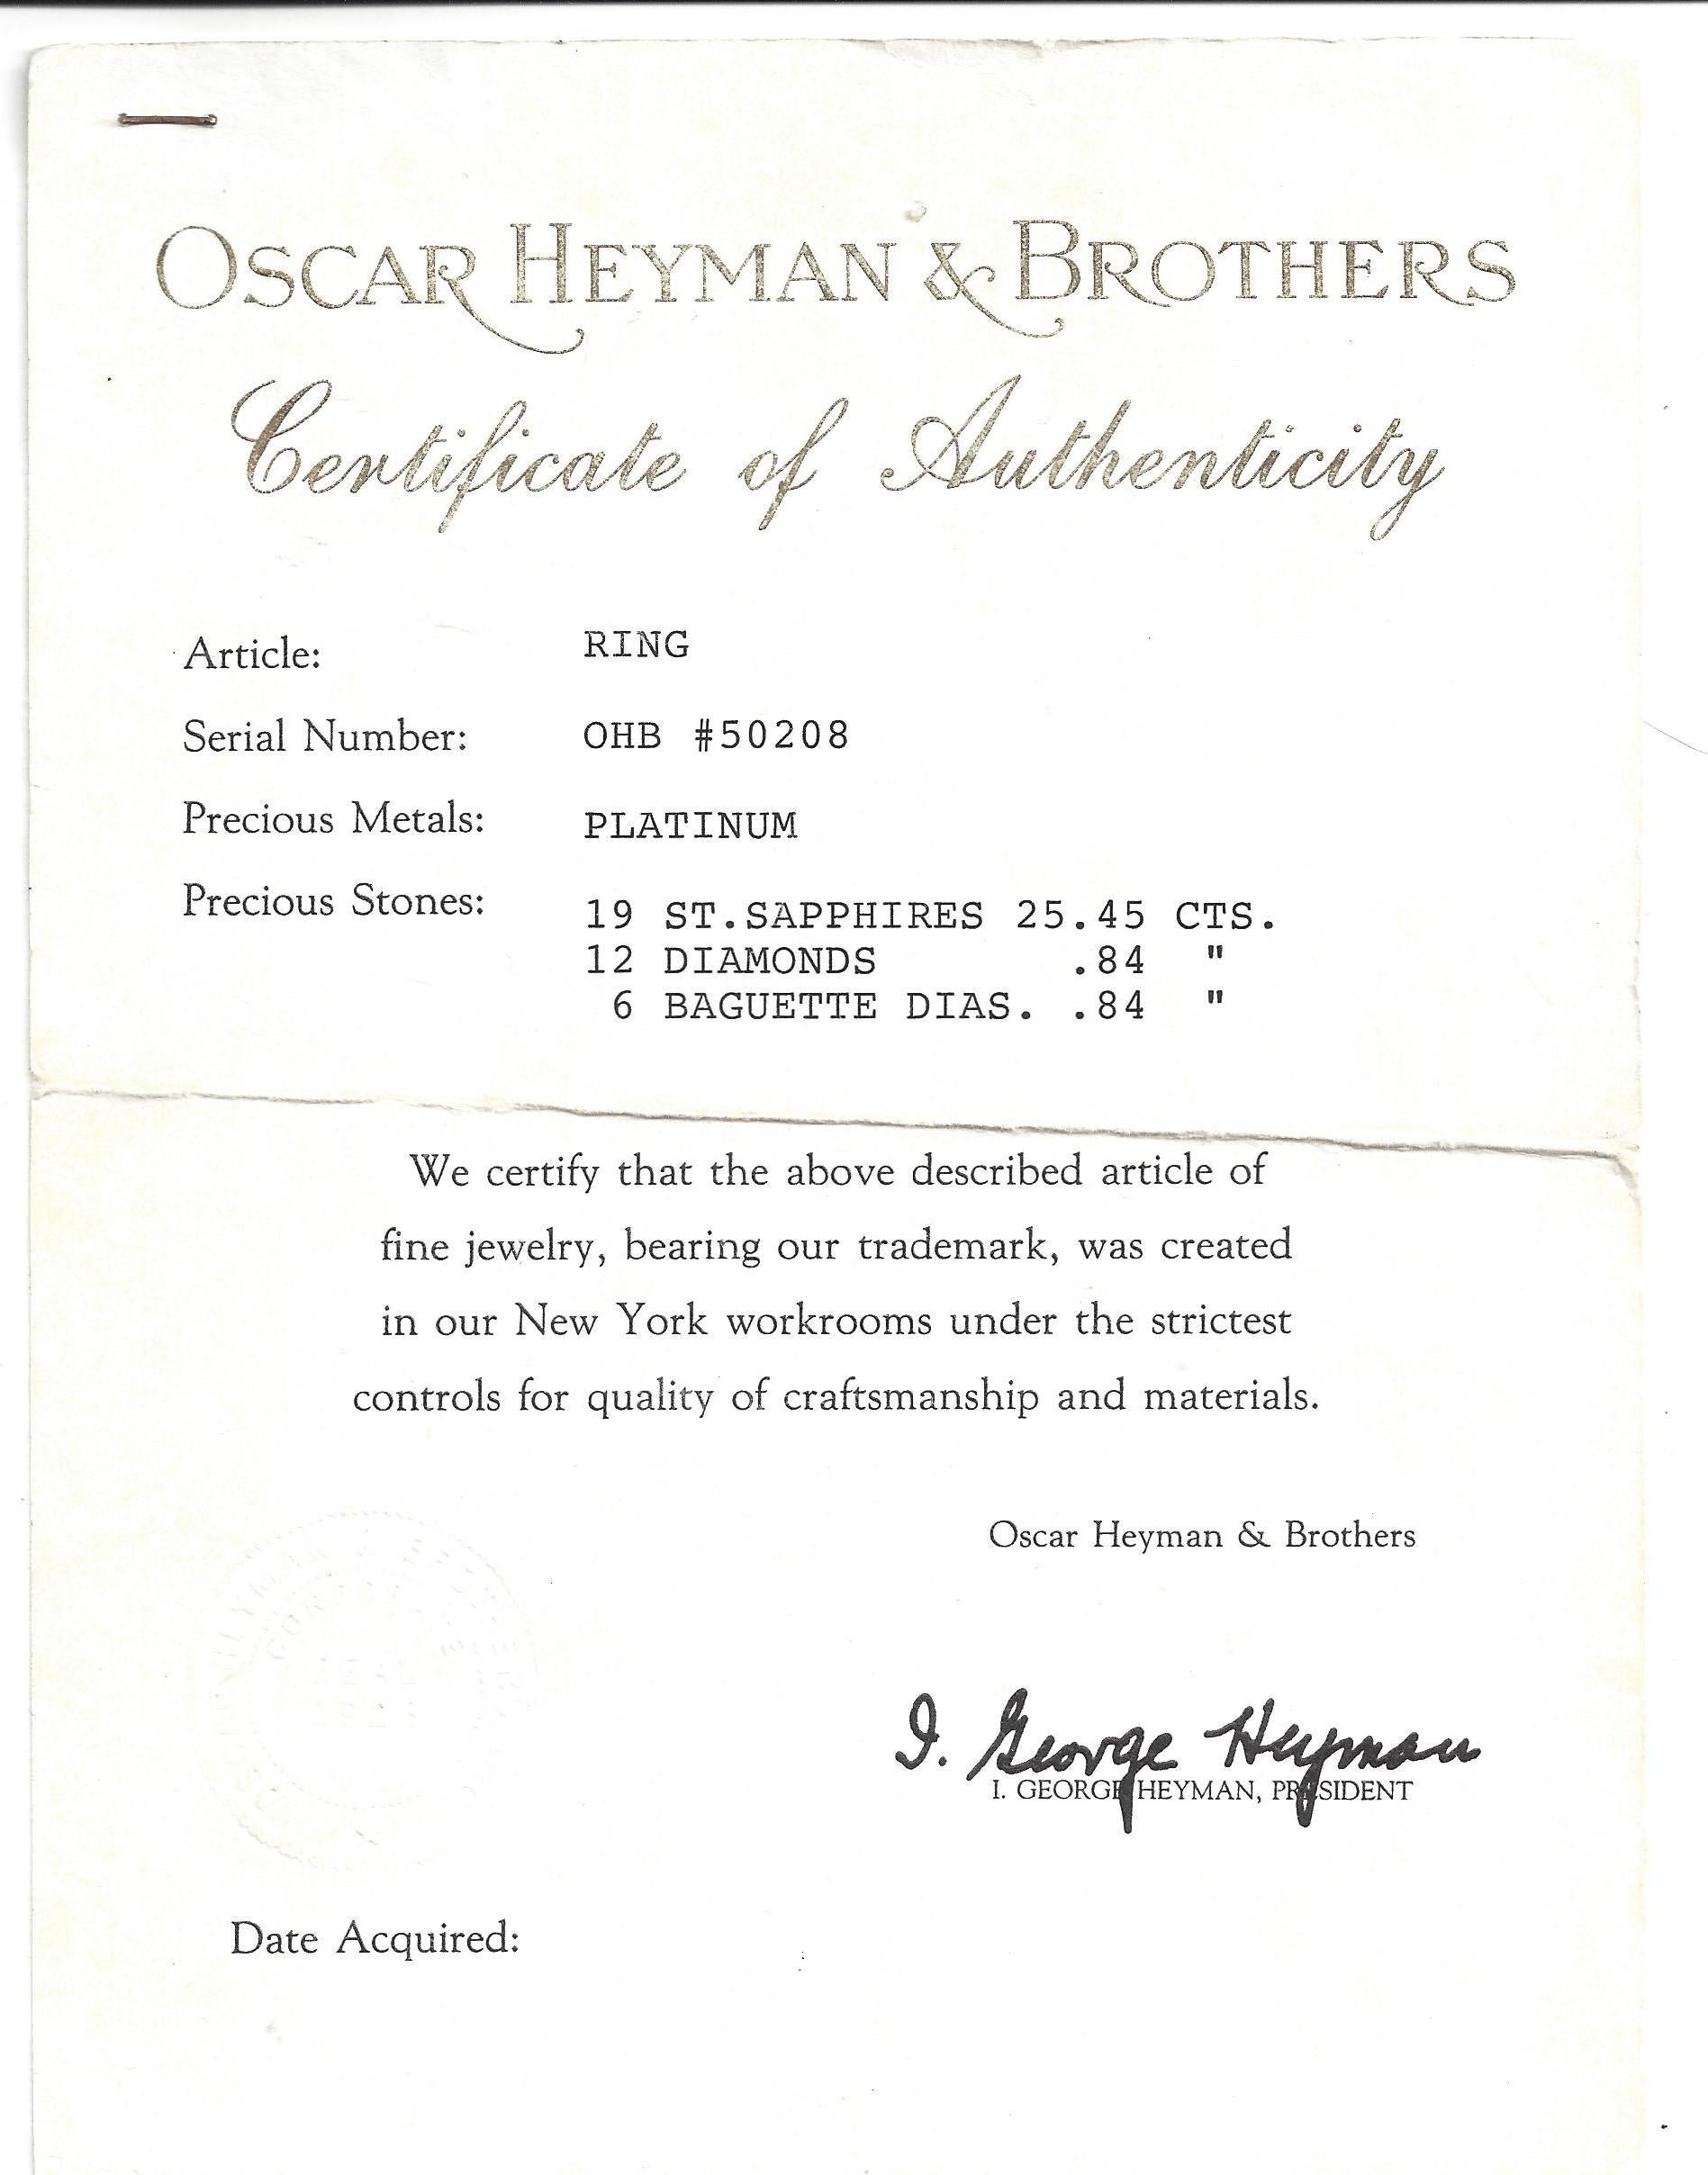 OSCAR HEYMAN & BROTHERS
Certificate of Authenticity
Article: RING
Serial Number: OHB #50208
Precious Metals: PLATINUM
Precious Stones: 19 ST.SAPPHIRES 25.45 CTS.
12 DIAMONDS .84 "
6 BAGUETTE DIAS. .84 "
We certify that the above described article of
fine jewelry, bearing our trademark, was created
in our New York workrooms under the strictest
controls for quality of craftsmanship and materials.
Oscar Heyman & Brothers
I. George Heyman
I. GEORGE HEYMAN, PRESIDENT
Date Acquired: